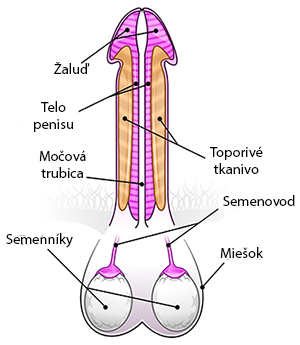 Žaluď
Telo
penisu
Močová
trubica
Toporivé
tkanivo
Semenovod
Semenníky
Miešok